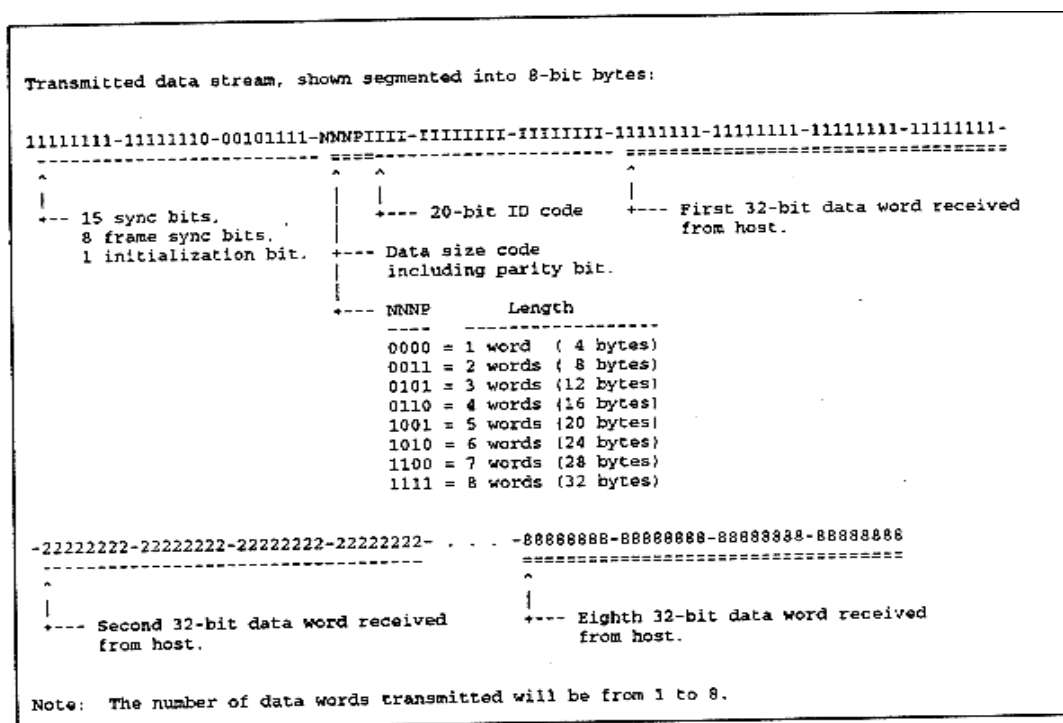 Transmitted data stream, shown segmented into 8-bit bytes:
11111111-11111110-00101111-NNNPIIII-IIIIIIII-IIIIIIII-11111111-11111111-11111111-11111111-
--------------------------- ====----------------------- ===================================
^ ^ ^ ^
| | | |
+-- 15 sync bits, | +--- 20-bit ID code +--- First 32-bit data word received
8 frame sync bits, | from host.
1 initialization bit. +--- Data size code
| including parity bit.
|
+--- NNNP Length
---- -------------------
0000 = 1 word ( 4 bytes)
0011 = 2 words ( 8 bytes)
0101 = 3 words (12 bytes)
0110 = 4 words (16 bytes)
1001 = 5 words (20 bytes)
1010 = 6 words (24 bytes)
1100 = 7 words (28 bytes)
1111 = 8 words (32 bytes)
-22222222-22222222-22222222-22222222- . . . -88888888-88888888-88888888-88888888
----------------------------------- ===================================
^ ^
| |
+--- Second 32-bit data word received +--- Eighth 32-bit data word received
from host. from host.
Note: The number of data words transmitted will be from 1 to 8.